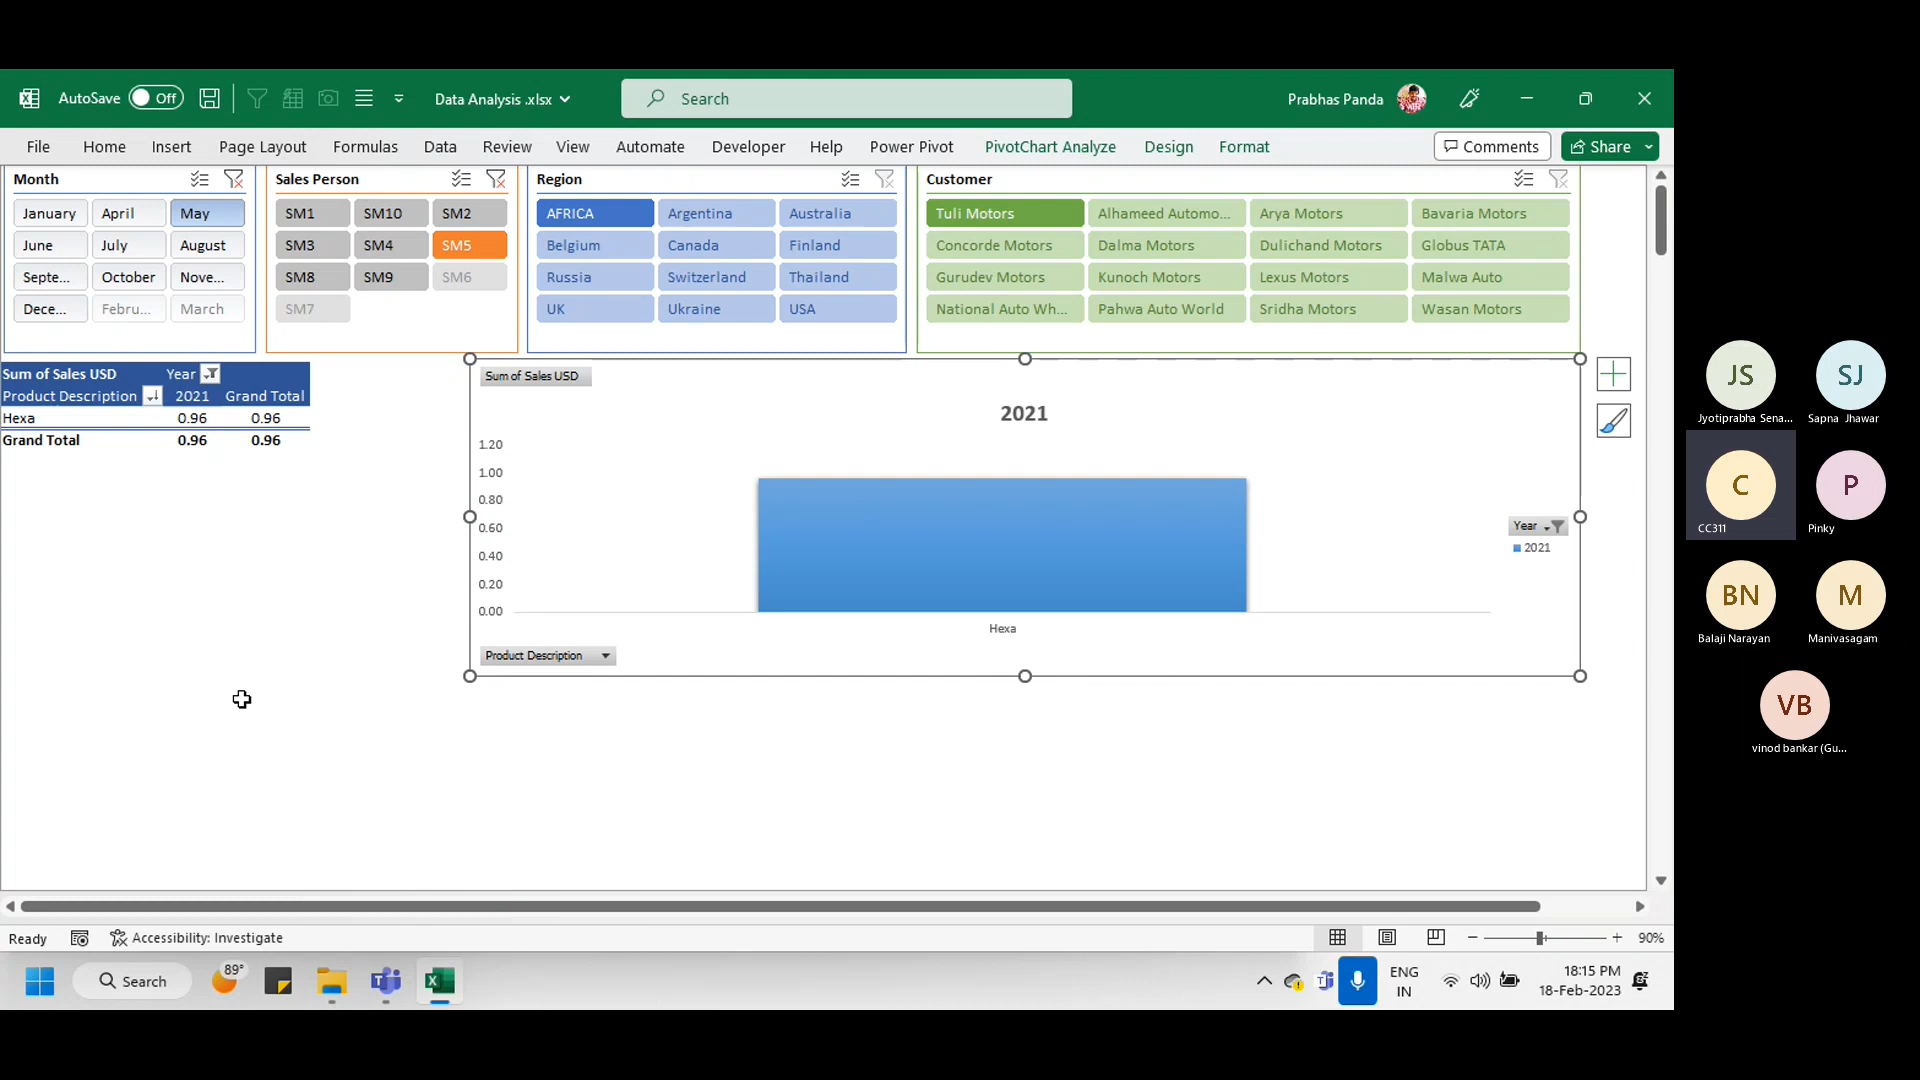 AutoSave Off Data Analysis .xlsx Search Prabhas Panda
File Home Insert Page Layout Formulas Data Review View Automate Developer Help Power Pivot PivotChart Analyze Design Format Comments Share
Month
January April May
June July August
Septe... October Nove...
Dece... Febru... March
Sales Person
SM1 SM10 SM2
SM3 SM4 SM5
SM8 SM9 SM6
SM7
Region
AFRICA Argentina Australia
Belgium Canada Finland
Russia Switzerland Thailand
UK Ukraine USA
Customer
Tuli Motors Alhameed Automo... Arya Motors Bavaria Motors
Concorde Motors Dalma Motors Dulichand Motors Globus TATA
Gurudev Motors Kunoch Motors Lexus Motors Malwa Auto
National Auto Wh... Pahwa Auto World Sridha Motors Wasan Motors
Sum of Sales USD Year
Product Description 2021 Grand Total
Hexa 0.96 0.96
Grand Total 0.96 0.96
Sum of Sales USD
2021
1.20
1.00
0.80
0.60
0.40
0.20
0.00
Hexa
Year
2021
Product Description
JS SJ
Jyotiprabha Sena... Sapna Jhawar
C P
CC311 Pinky
BN M
Balaji Narayan Manivasagam
VB
vinod bankar (Gu...
Ready Accessibility: Investigate 90%
89° Search ENG IN 18:15 PM
18-Feb-2023